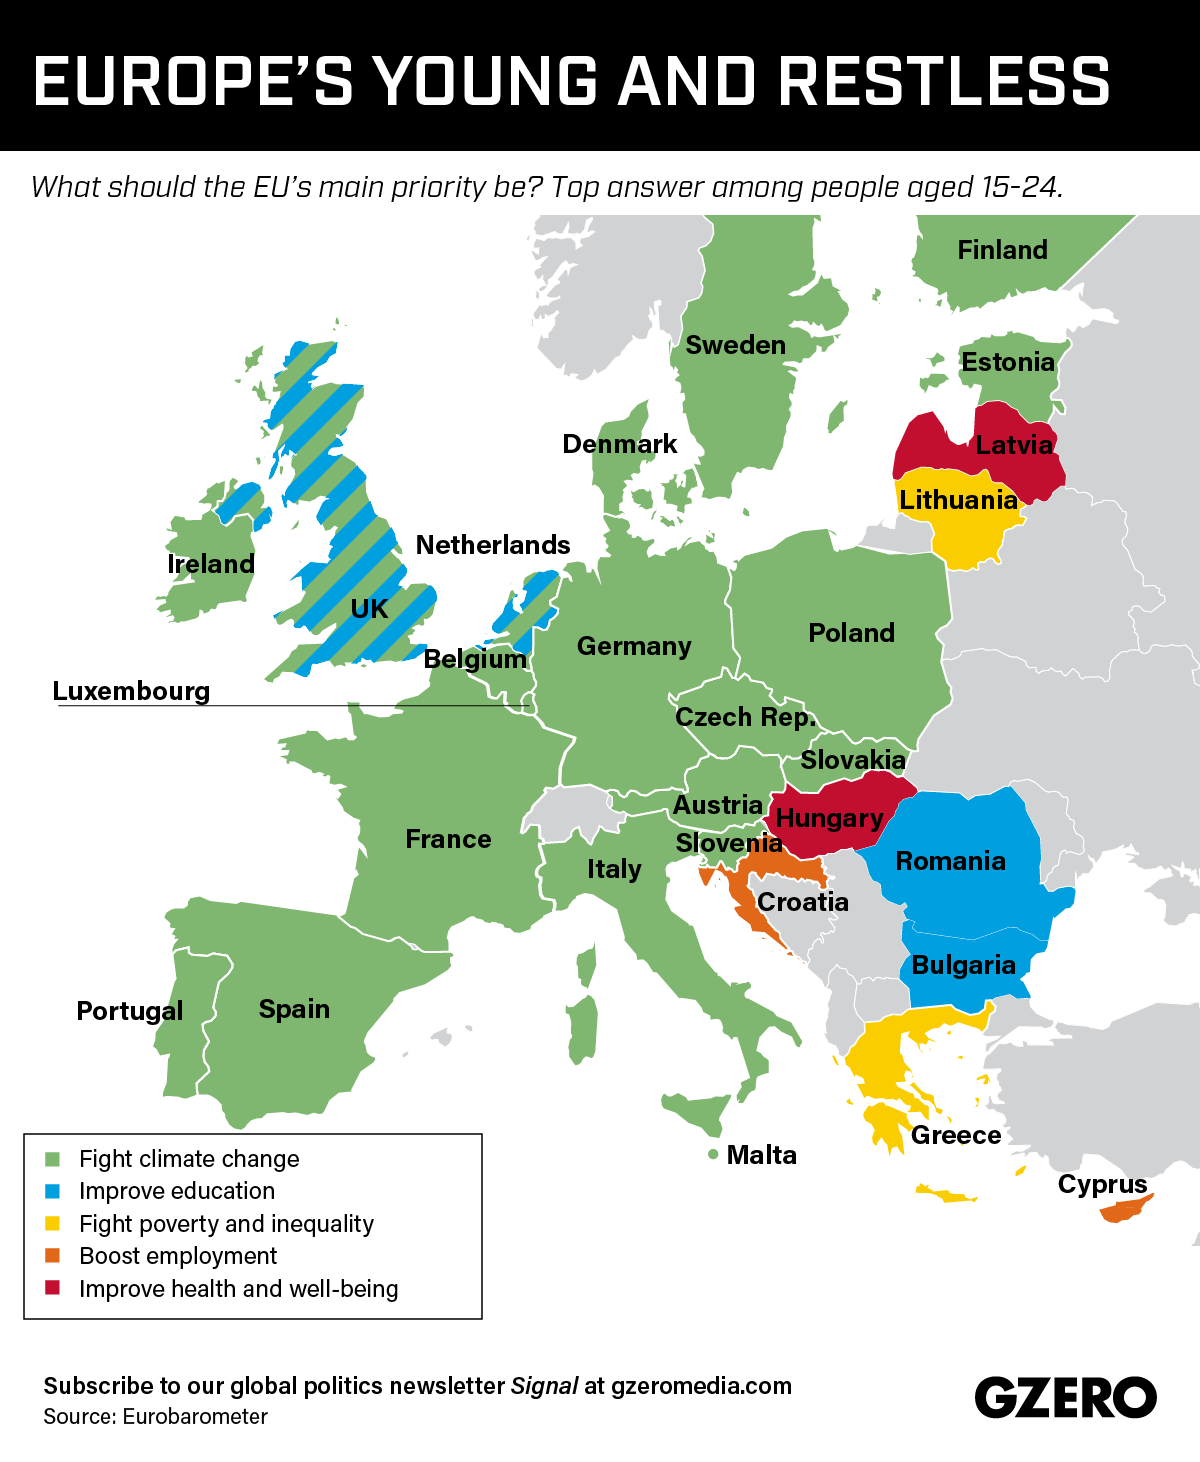 EUROPE'S YOUNG AND RESTLESS
What should the EU's main priority be? Top answer among people aged 15-24.
Finland
Sweden
Estonia
Denmark
Latvia
Lithuania
Netherlands
Ireland
UK
Poland
Germany
Belgium
Luxembourg
Czech Rep.
Slovakia
Austria
Hungary
France
Slovenia
Romania
Italy
Croatia
Bulgaria
Portugal
Spain
Greece
Malta
Cyprus
Fight climate change
Improve education
Fight poverty and inequality
Boost employment
Improve health and well-being
Subscribe to our global politics newsletter Signal at gzeromedia.com
Source: Eurobarometer
GZERO